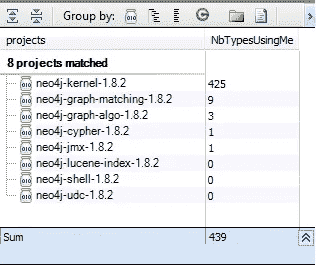 Group by:
projects NbTypesUsingMe
8 projects matched
neo4j-kernel-1.8.2 425
neo4j-graph-matching-1.8.2 9
neo4j-graph-algo-1.8.2 3
neo4j-cypher-1.8.2 1
neo4j-jmx-1.8.2 1
neo4j-lucene-index-1.8.2 0
neo4j-shell-1.8.2 0
neo4j-udc-1.8.2 0
Sum 439